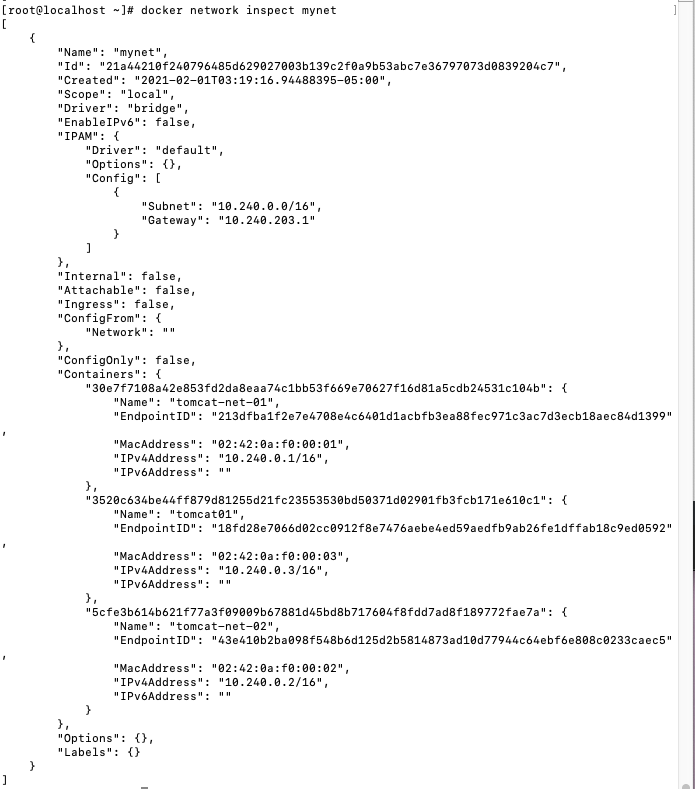 [root@localhost ~]# docker network inspect mynet ]
[
    {
        "Name": "mynet",
        "Id": "21a44210f240796485d629027003b139c2f0a9b53abc7e36797073d0839204c7",
        "Created": "2021-02-01T03:19:16.94488395-05:00",
        "Scope": "local",
        "Driver": "bridge",
        "EnableIPv6": false,
        "IPAM": {
            "Driver": "default",
            "Options": {},
            "Config": [
                {
                    "Subnet": "10.240.0.0/16",
                    "Gateway": "10.240.203.1"
                }
            ]
        },
        "Internal": false,
        "Attachable": false,
        "Ingress": false,
        "ConfigFrom": {
            "Network": ""
        },
        "ConfigOnly": false,
        "Containers": {
            "30e7f7108a42e853fd2da8eaa74c1bb53f669e70627f16d81a5cdb24531c104b": {
                "Name": "tomcat-net-01",
                "EndpointID": "213dfba1f2e7e4708e4c6401d1acbfb3ea88fec971c3ac7d3ecb18aec84d1399"
,
                "MacAddress": "02:42:0a:f0:00:01",
                "IPv4Address": "10.240.0.1/16",
                "IPv6Address": ""
            },
            "3520c634be44ff879d81255d21fc23553530bd50371d02901fb3fcb171e610c1": {
                "Name": "tomcat01",
                "EndpointID": "18fd28e7066d02cc0912f8e7476aebe4ed59aedfb9ab26fe1dffab18c9ed0592"
,
                "MacAddress": "02:42:0a:f0:00:03",
                "IPv4Address": "10.240.0.3/16",
                "IPv6Address": ""
            },
            "5cfe3b614b621f77a3f09009b67881d45bd8b717604f8fdd7ad8f189772fae7a": {
                "Name": "tomcat-net-02",
                "EndpointID": "43e410b2ba098f548b6d125d2b5814873ad10d77944c64ebf6e808c0233caec5"
,
                "MacAddress": "02:42:0a:f0:00:02",
                "IPv4Address": "10.240.0.2/16",
                "IPv6Address": ""
            }
        },
        "Options": {},
        "Labels": {}
    }
]